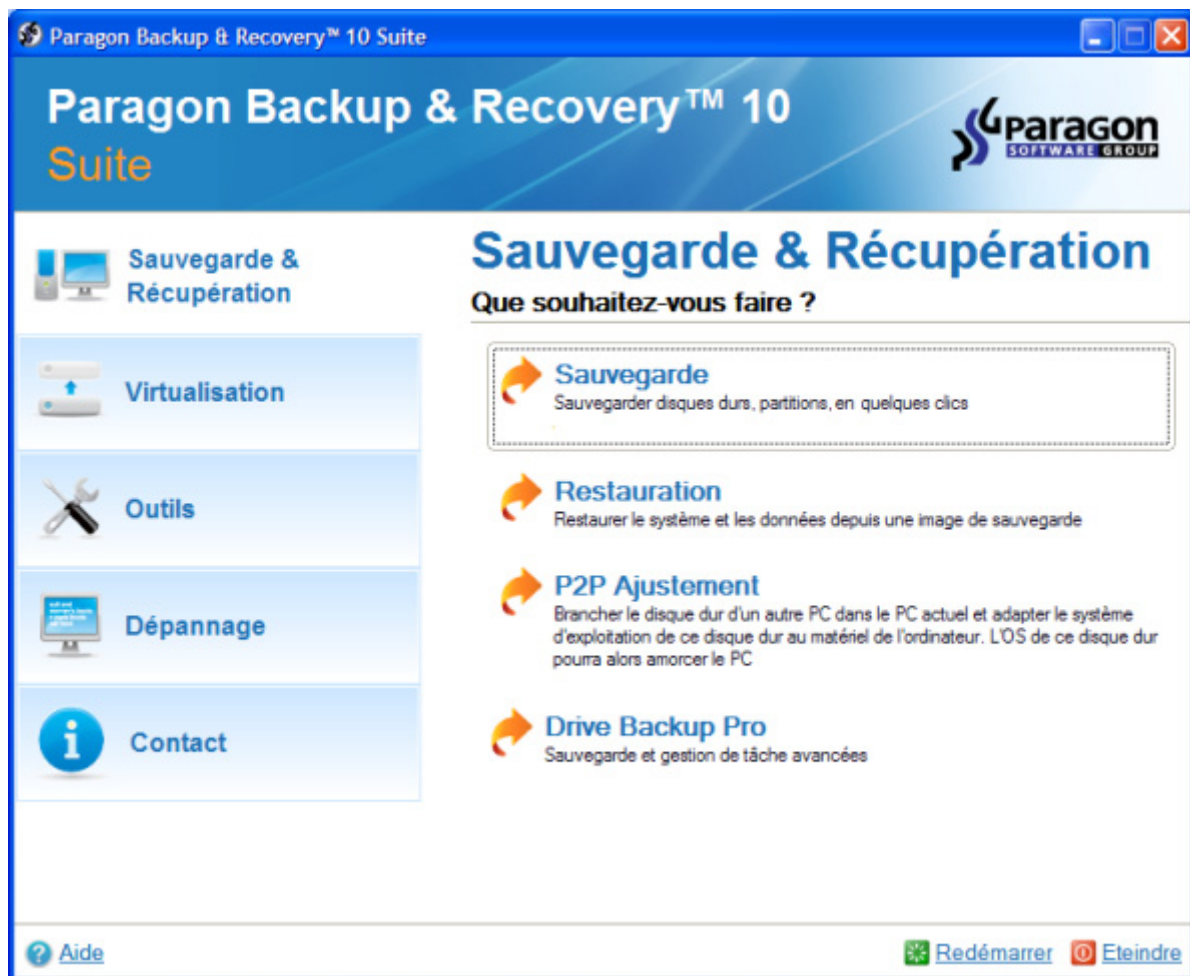 Paragon Backup & Recovery™ 10 Suite
Paragon Backup & Recovery™ 10
Suite
Paragon
SOFTWARE GROUP
Sauvegarde &
Récupération
Virtualisation
Outils
Dépannage
Contact
Sauvegarde & Récupération
Que souhaitez-vous faire ?
Sauvegarde
Sauvegarder disques durs, partitions, en quelques clics
Restauration
Restaurer le système et les données depuis une image de sauvegarde
P2P Ajustement
Brancher le disque dur d'un autre PC dans le PC actuel et adapter le système
d'exploitation de ce disque dur au matériel de l'ordinateur. L'OS de ce disque dur
pourra alors amorcer le PC
Drive Backup Pro
Sauvegarde et gestion de tâche avancées
Aide
Redémarrer
Eteindre